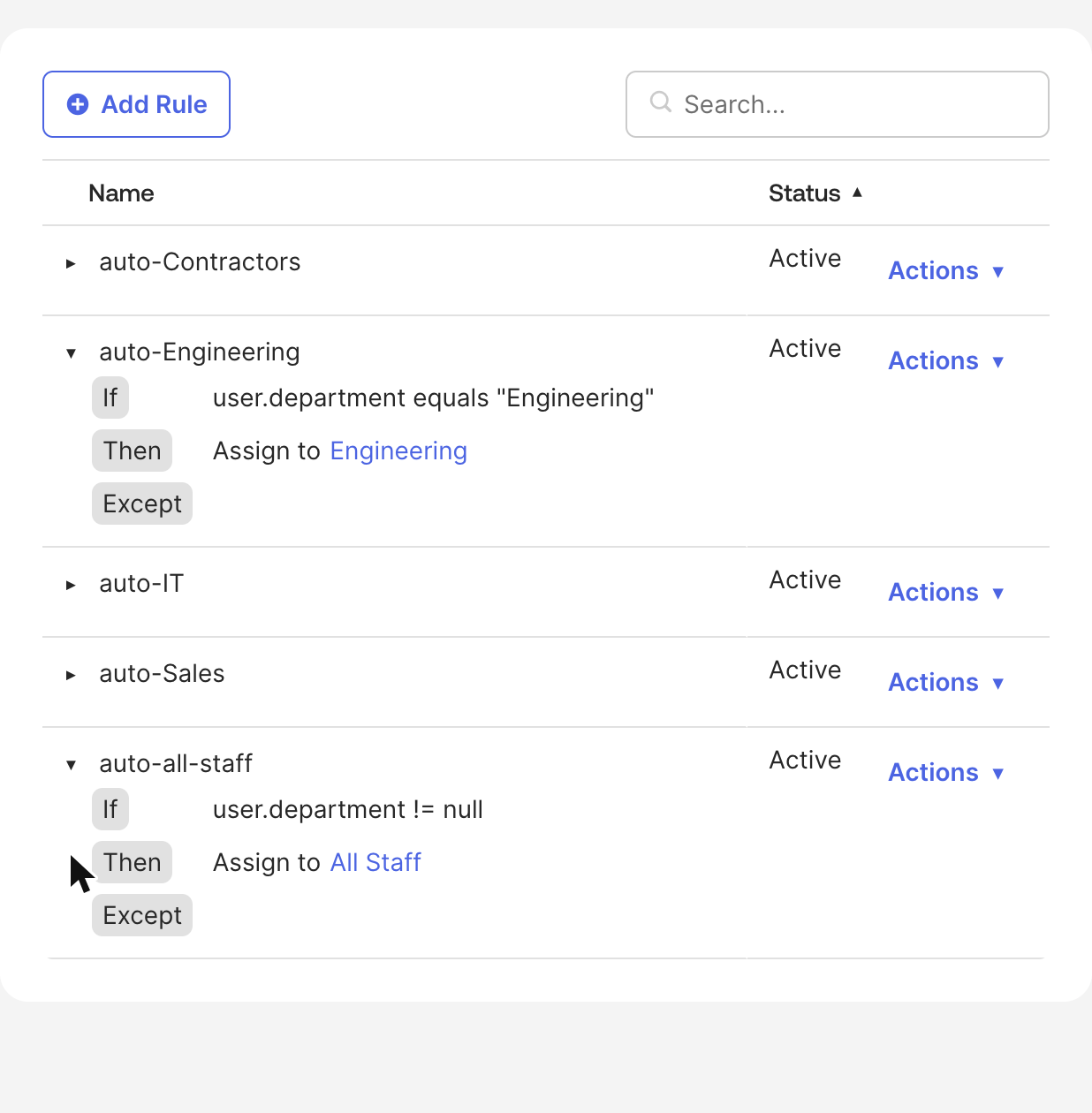 Add Rule
Search...
Name Status ▲
▸ auto-Contractors Active Actions ▼
▾ auto-Engineering Active Actions ▼
If user.department equals "Engineering"
Then Assign to Engineering
Except
▸ auto-IT Active Actions ▼
▸ auto-Sales Active Actions ▼
▾ auto-all-staff Active Actions ▼
If user.department != null
Then Assign to All Staff
Except